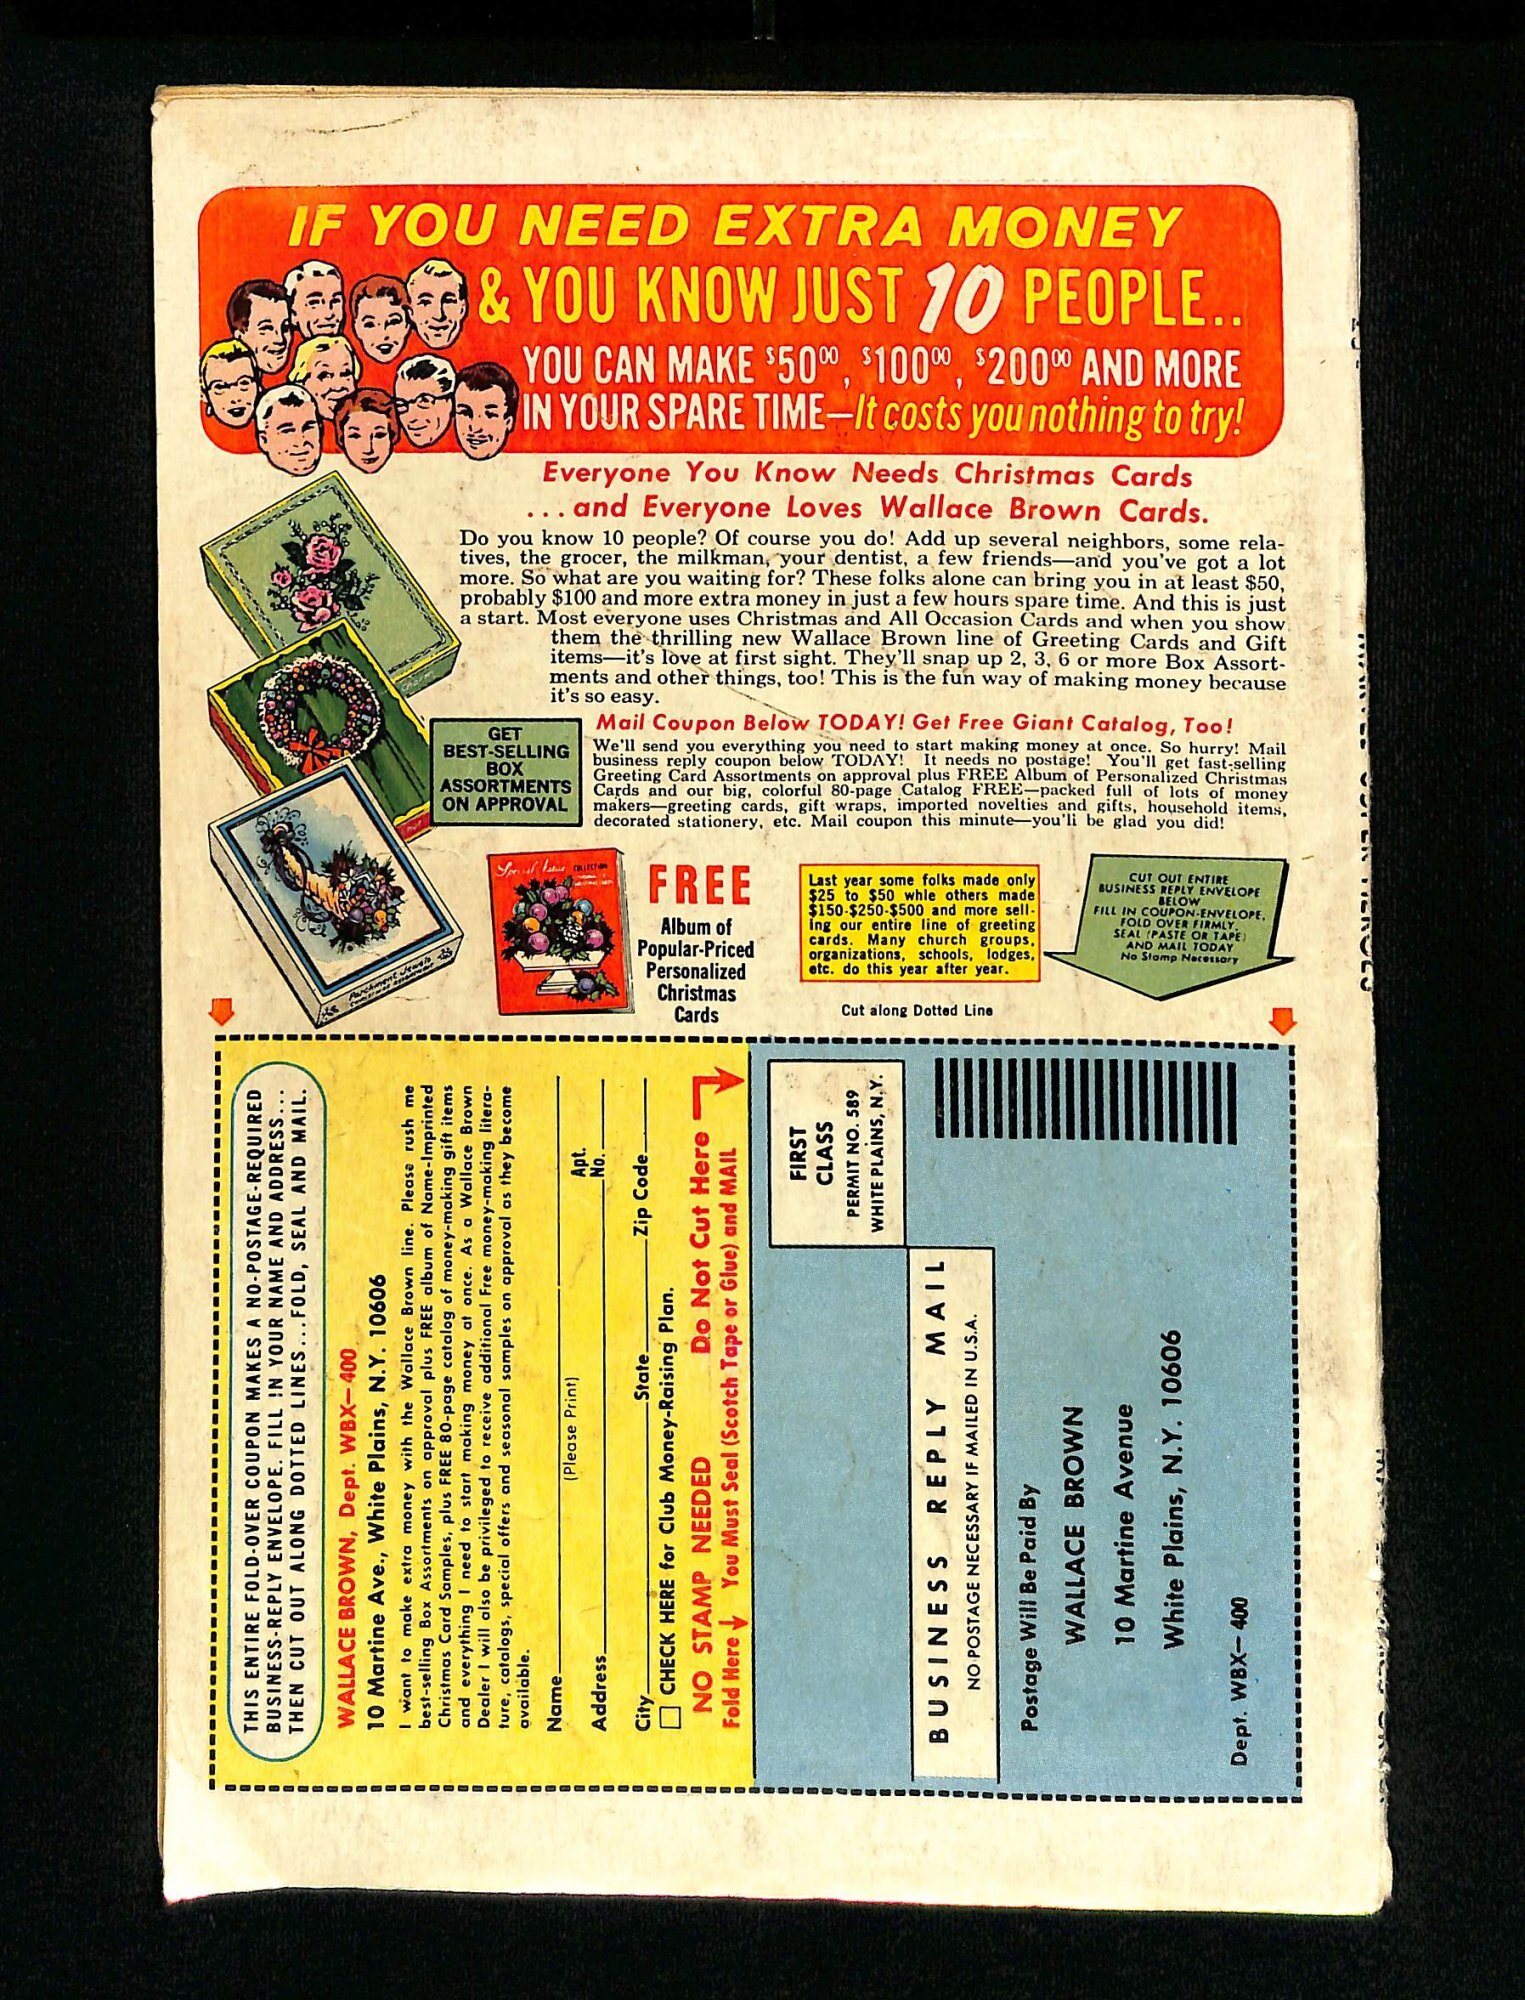 IF YOU NEED EXTRA MONEY
& YOU KNOW JUST 10 PEOPLE..
YOU CAN MAKE $50⁰⁰, $100⁰⁰, $200⁰⁰ AND MORE
IN YOUR SPARE TIME—It costs you nothing to try!
Everyone You Know Needs Christmas Cards
...and Everyone Loves Wallace Brown Cards.
Do you know 10 people? Of course you do! Add up several neighbors, some rela-
tives, the grocer, the milkman, your dentist, a few friends—and you've got a lot
more. So what are you waiting for? These folks alone can bring you in at least $50,
probably $100 and more extra money in just a few hours spare time. And this is just
a start. Most everyone uses Christmas and All Occasion Cards and when you show
them the thrilling new Wallace Brown line of Greeting Cards and Gift
items—it's love at first sight. They'll snap up 2, 3, 6 or more Box Assort-
ments and other things, too! This is the fun way of making money because
it's so easy.
GET
BEST-SELLING
BOX
ASSORTMENTS
ON APPROVAL
Mail Coupon Below TODAY! Get Free Giant Catalog, Too!
We'll send you everything you need to start making money at once. So hurry! Mail
business reply coupon below TODAY! It needs no postage! You'll get fast-selling
Greeting Card Assortments on approval plus FREE Album of Personalized Christmas
Cards and our big, colorful 80-page Catalog FREE—packed full of lots of money
makers—greeting cards, gift wraps, imported novelties and gifts, household items,
decorated stationery, etc. Mail coupon this minute—you'll be glad you did!
Parchment Jewels
Special Value COLLECTION
FREE
Album of
Popular-Priced
Personalized
Christmas
Cards
Last year some folks made only
$25 to $50 whle others made
$150-$250-$500 and more sell-
ing our entire line of greeting
cards. Many church groups,
organizations, schools, lodges,
etc. do this year after year.
CUT OUT ENTIRE
BUSINESS REPLY ENVELOPE
BELOW
FILL IN COUPON-ENVELOPE,
FOLD OVER FIRMLY,
SEAL (PASTE OR TAPE)
AND MAIL TODAY
No Stamp Necessary
Cut along Dotted Line
THIS ENTIRE FOLD-OVER COUPON MAKES A NO-POSTAGE-REQUIRED
BUSINESS-REPLY ENVELOPE. FILL IN YOUR NAME AND ADDRESS...
THEN CUT OUT ALONG DOTTED LINES...FOLD, SEAL AND MAIL.
WALLACE BROWN, Dept. WBX—400
10 Martine Ave., White Plains, N.Y. 10606
I want to make extra money with the Wallace Brown line. Please rush me
best-selling Box Assortments on approval plus FREE album of Name-Imprinted
Christmas Card Samples, plus FREE 80-page catalog of money-making gift items
and everything I need to start making money at once. As a Wallace Brown
Dealer I will also be privileged to receive additional Free money-making litera-
ture, catalogs, special offers and seasonal samples on approval as they become
available.
Name
(Please Print)
Apt.
Address No.
City State Zip Code
CHECK HERE for Club Money-Raising Plan.
NO STAMP NEEDED Do Not Cut Here
Fold Here You Must Seal (Scotch Tape or Glue) and MAIL
FIRST
CLASS
PERMIT NO. 589
WHITE PLAINS, N.Y.
BUSINESS REPLY MAIL
NO POSTAGE NECESSARY IF MAILED IN U.S.A.
Postage Will Be Paid By
WALLACE BROWN
10 Martine Avenue
White Plains, N.Y. 10606
Dept. WBX—400